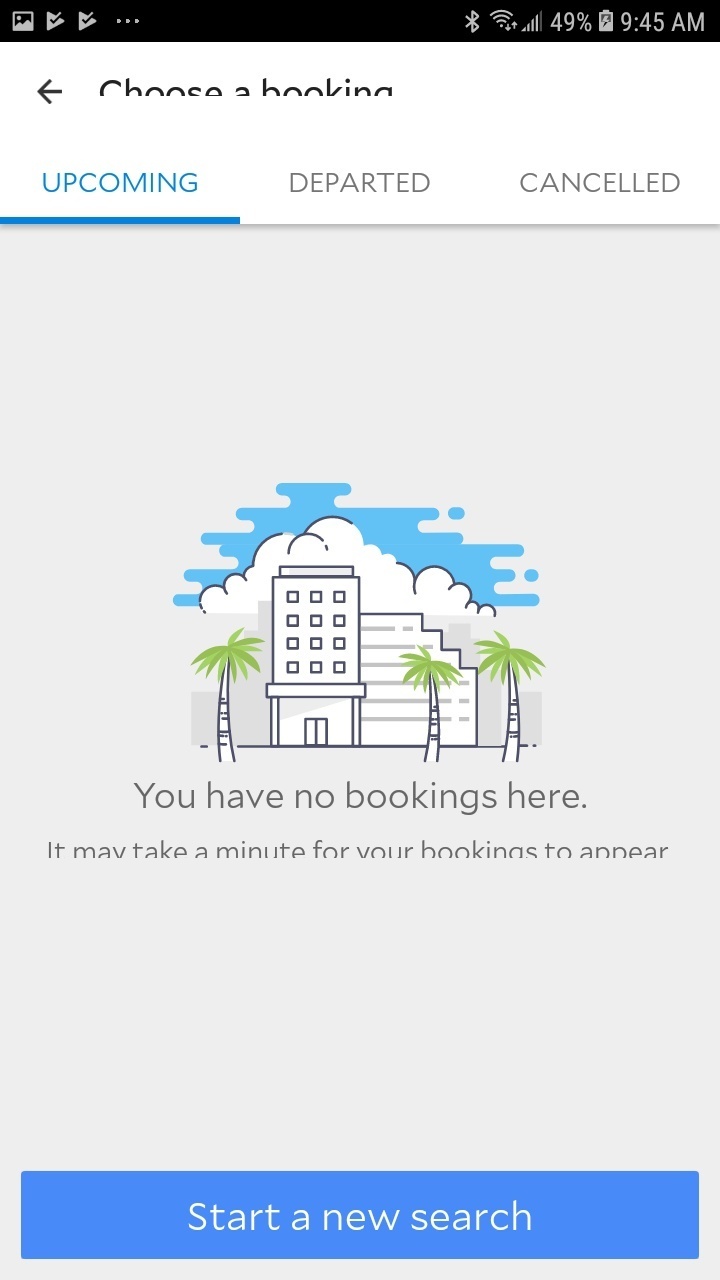 49% 9:45 AM
Choose a booking
UPCOMING DEPARTED CANCELLED
You have no bookings here.
It may take a minute for your bookings to appear
Start a new search